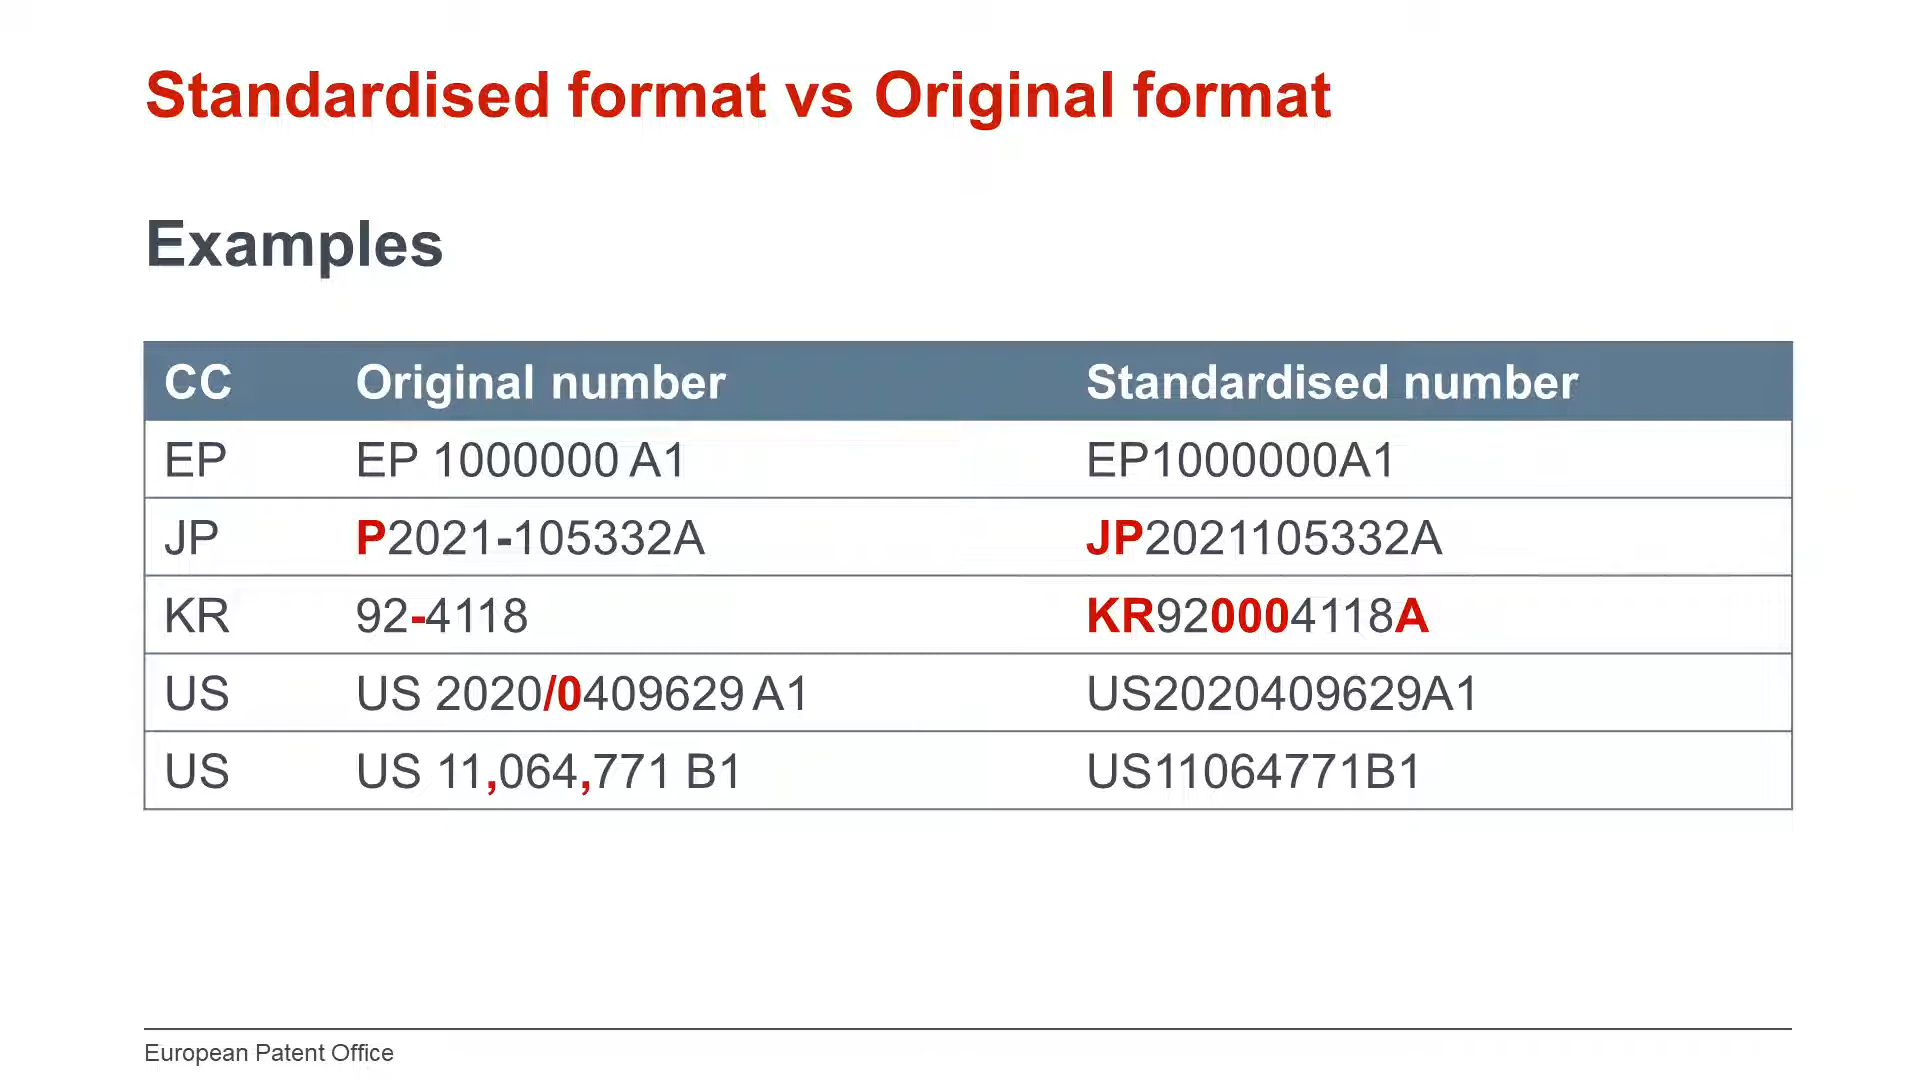 Standardised format vs Original format
Examples
CC Original number Standardised number
EP EP 1000000 A1 EP1000000A1
JP P2021-105332A JP2021105332A
KR 92-4118 KR920004118A
US US 2020/0409629 A1 US2020409629A1
US US 11,064,771 B1 US11064771B1
European Patent Office